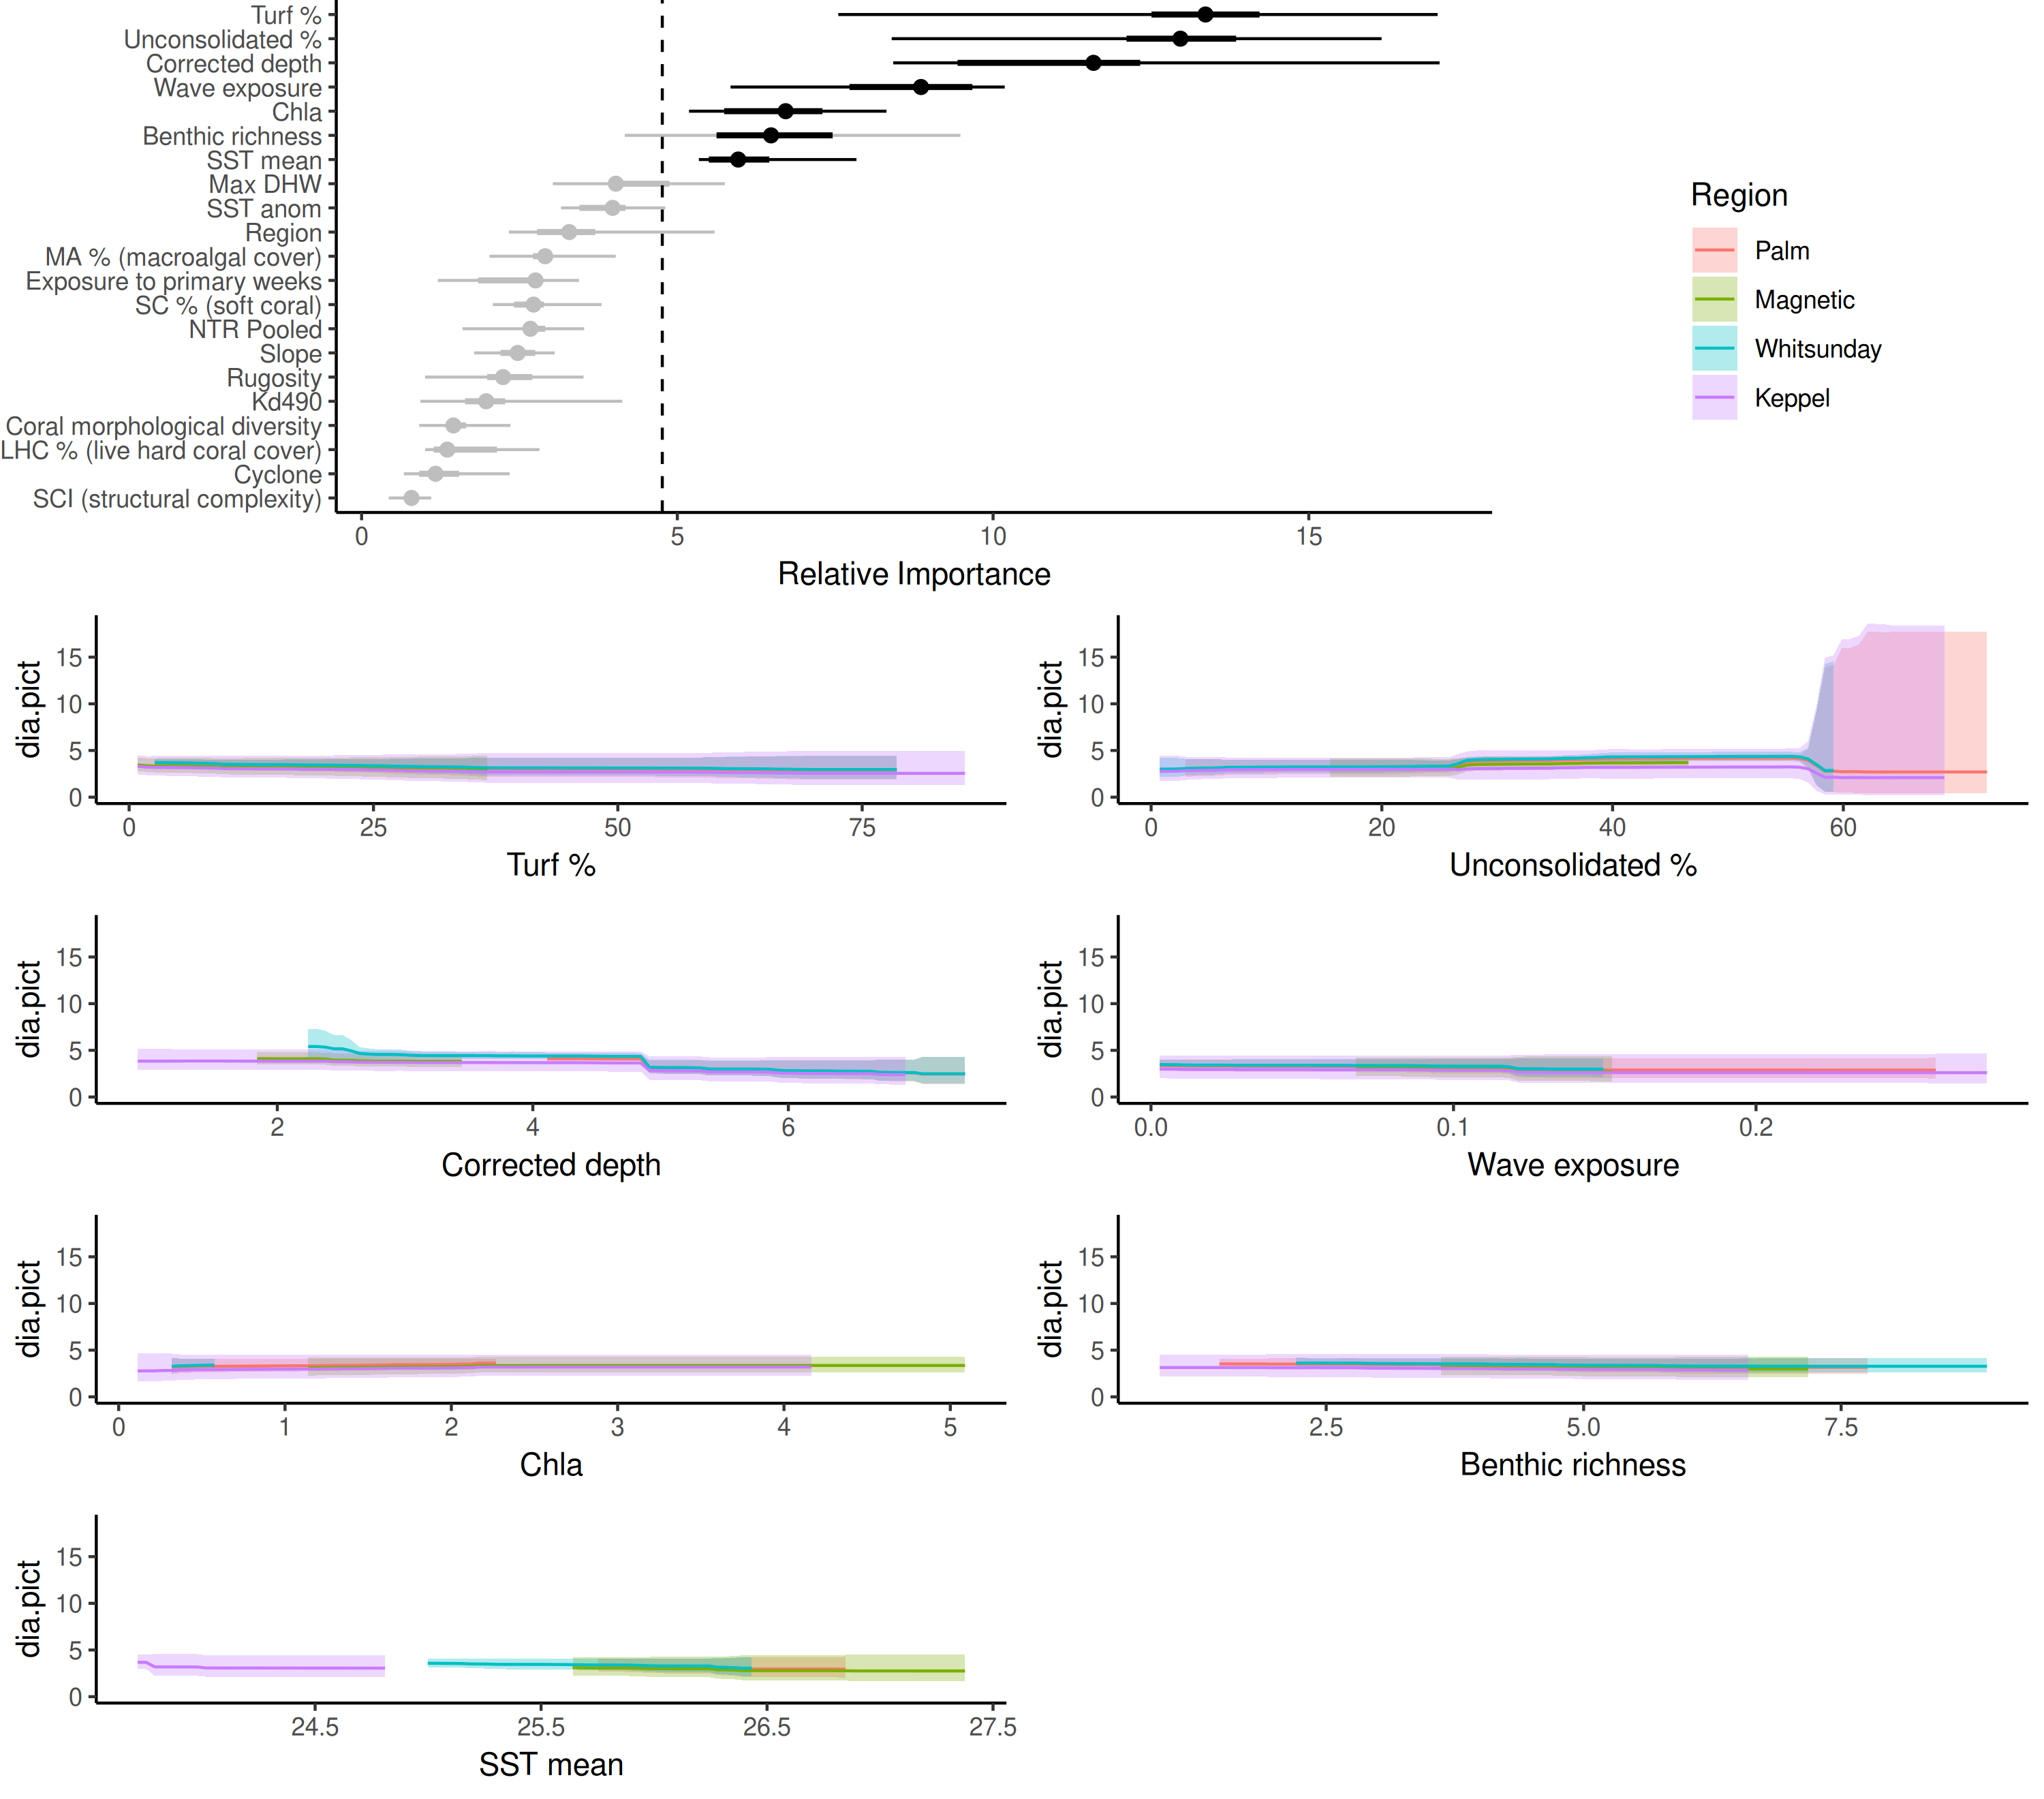 Turf %
Unconsolidated %
Corrected depth
Wave exposure
Chla
Benthic richness
SST mean
Max DHW
SST anom
Region
MA % (macroalgal cover)
Exposure to primary weeks
SC % (soft coral)
NTR Pooled
Slope
Rugosity
Kd490
Coral morphological diversity
LHC % (live hard coral cover)
Cyclone
SCI (structural complexity)
0 5 10 15
Relative Importance
Region
Palm
Magnetic
Whitsunday
Keppel
dia.pict
15
10
5
0
0 25 50 75
Turf %
dia.pict
15
10
5
0
0 20 40 60
Unconsolidated %
dia.pict
15
10
5
0
2 4 6
Corrected depth
dia.pict
15
10
5
0
0.0 0.1 0.2
Wave exposure
dia.pict
15
10
5
0
0 1 2 3 4 5
Chla
dia.pict
15
10
5
0
2.5 5.0 7.5
Benthic richness
dia.pict
15
10
5
0
24.5 25.5 26.5 27.5
SST mean